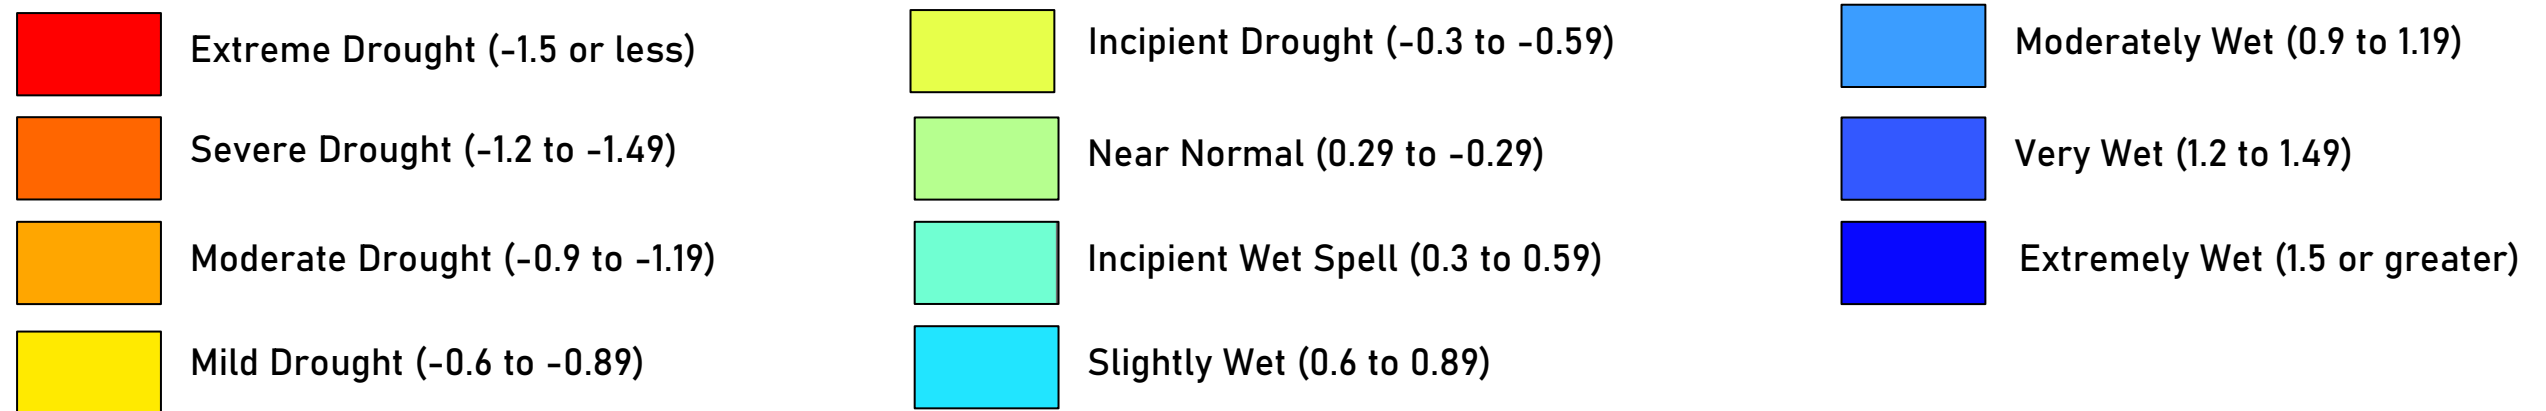 Extreme Drought (-1.5 or less)
Severe Drought (-1.2 to -1.49)
Moderate Drought (-0.9 to -1.19)
Mild Drought (-0.6 to -0.89)
Incipient Drought (-0.3 to -0.59)
Near Normal (0.29 to -0.29)
Incipient Wet Spell (0.3 to 0.59)
Slightly Wet (0.6 to 0.89)
Moderately Wet (0.9 to 1.19)
Very Wet (1.2 to 1.49)
Extremely Wet (1.5 or greater)